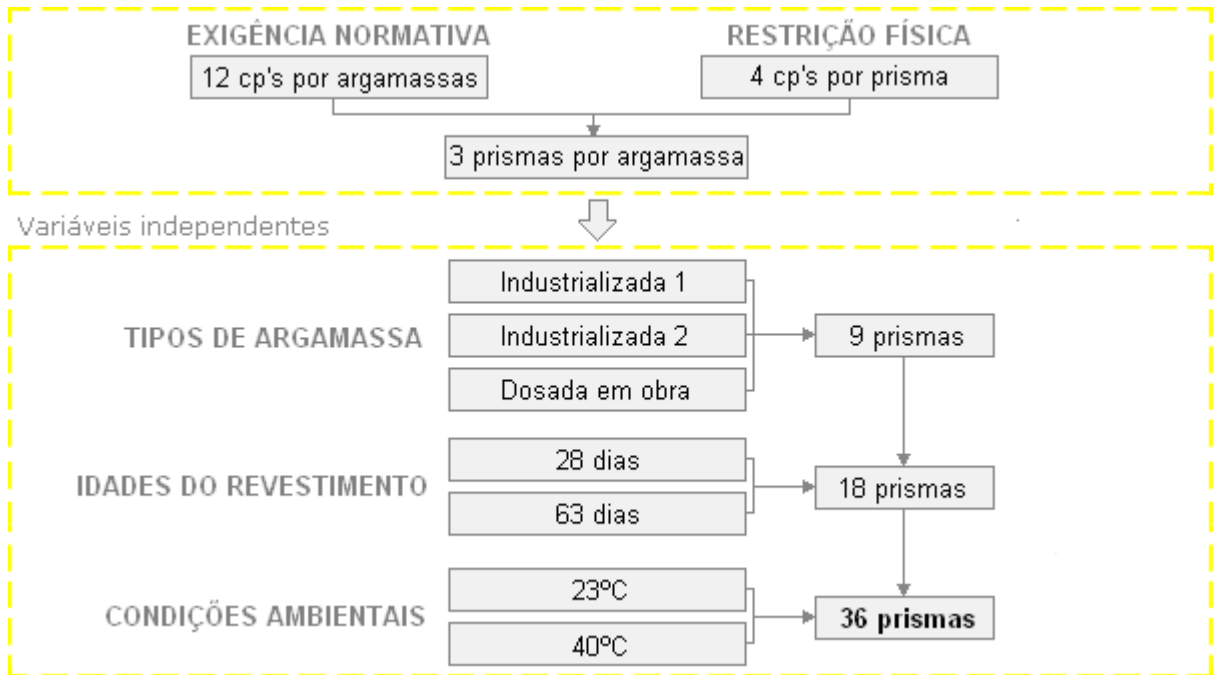 EXIGÊNCIA NORMATIVA
RESTRIÇÃO FÍSICA
12 cp's por argamassas
4 cp's por prisma
3 prismas por argamassa
Variáveis independentes
TIPOS DE ARGAMASSA
Industrializada 1
Industrializada 2
Dosada em obra
9 prismas
IDADES DO REVESTIMENTO
28 dias
63 dias
18 prismas
CONDIÇÕES AMBIENTAIS
23ºC
40ºC
36 prismas